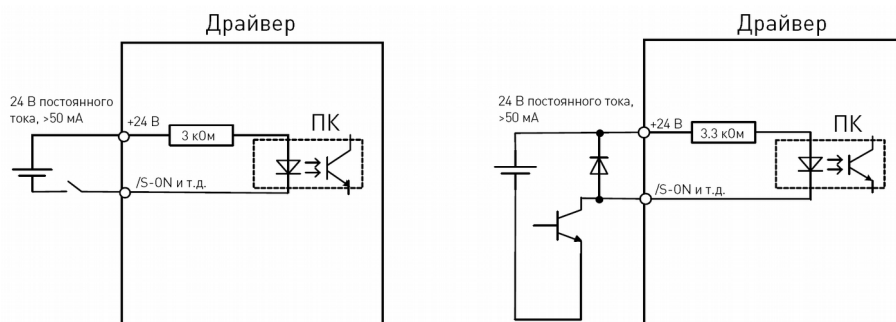 Драйвер
24 В постоянного
тока, >50 мА
+24 В
3 кОм
ПК
/S-ON и т.д.
Драйвер
24 В постоянного тока,
>50 мА
+24 В
3.3 кОм
ПК
/S-ON и т.д.